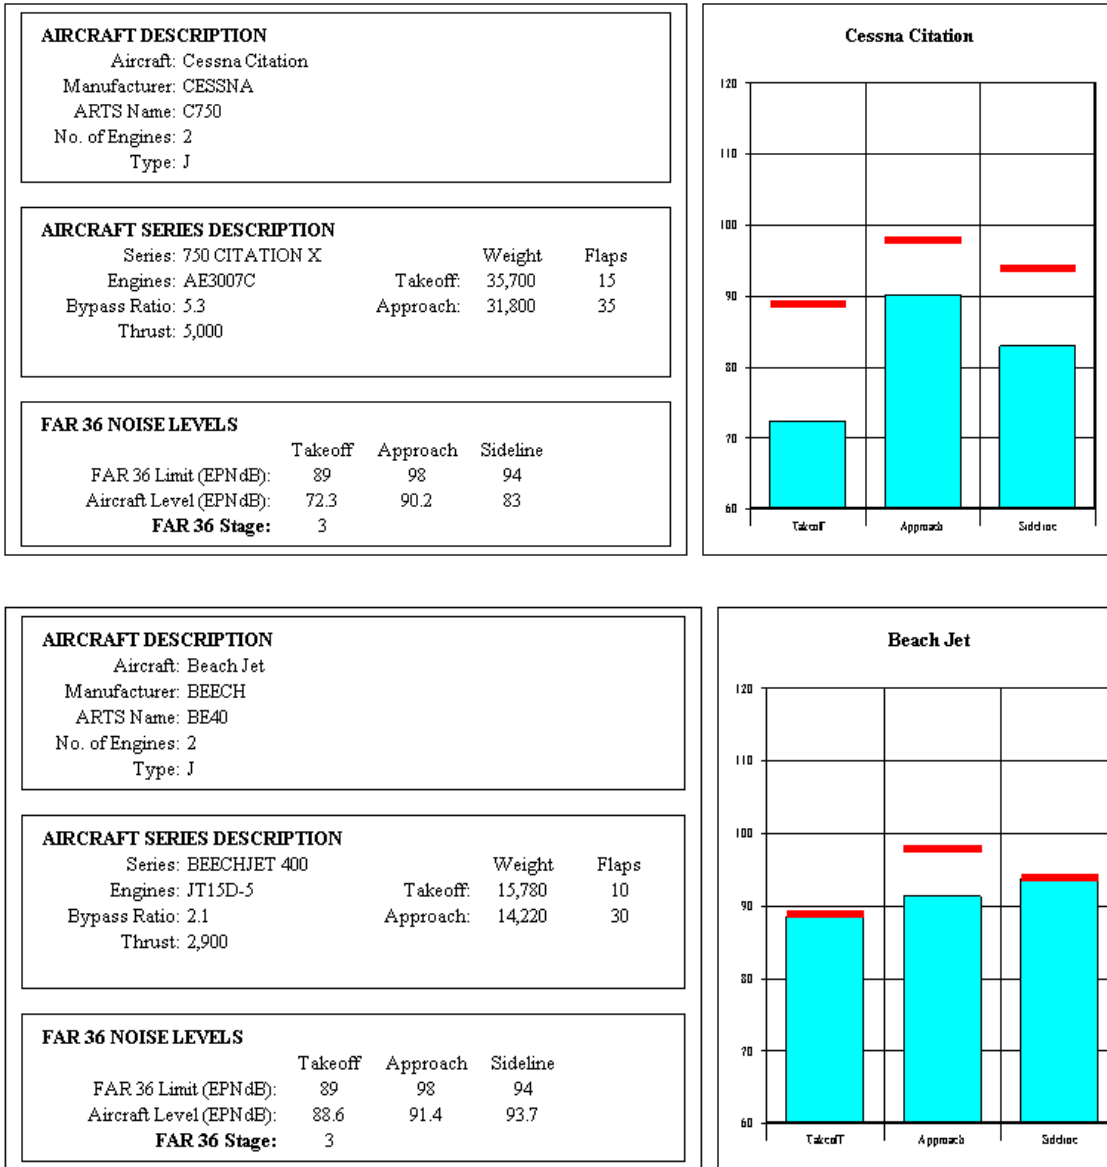 AIRCRAFT DESCRIPTION
Aircraft: Cessna Citation
Manufacturer: CESSNA
ARTS Name: C750
No. of Engines: 2
Type: J
AIRCRAFT SERIES DESCRIPTION
Series: 750 CITATION X Weight Flaps
Engines: AE3007C Takeoff: 35,700 15
Bypass Ratio: 5.3 Approach: 31,800 35
Thrust: 5,000
FAR 36 NOISE LEVELS
Takeoff Approach Sideline
FAR 36 Limit (EPNdB): 89 98 94
Aircraft Level (EPNdB): 72.3 90.2 83
FAR 36 Stage: 3
Cessna Citation
120
110
100
90
80
70
60
Takeoff Approach Sideline
AIRCRAFT DESCRIPTION
Aircraft: Beach Jet
Manufacturer: BEECH
ARTS Name: BE40
No. of Engines: 2
Type: J
AIRCRAFT SERIES DESCRIPTION
Series: BEECHJET 400 Weight Flaps
Engines: JT15D-5 Takeoff: 15,780 10
Bypass Ratio: 2.1 Approach: 14,220 30
Thrust: 2,900
FAR 36 NOISE LEVELS
Takeoff Approach Sideline
FAR 36 Limit (EPNdB): 89 98 94
Aircraft Level (EPNdB): 88.6 91.4 93.7
FAR 36 Stage: 3
Beach Jet
120
110
100
90
80
70
60
Takeoff Approach Sideline